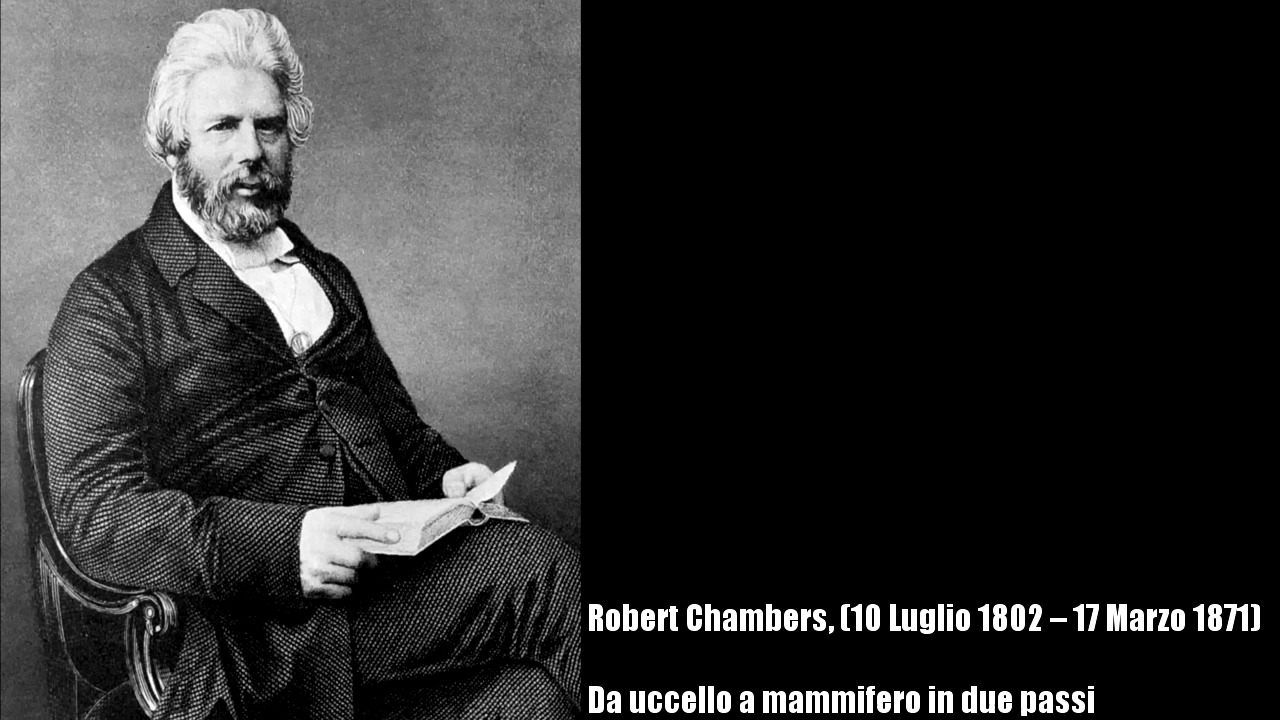 Robert Chambers, (10 Luglio 1802 – 17 Marzo 1871)
Da uccello a mammifero in due passi